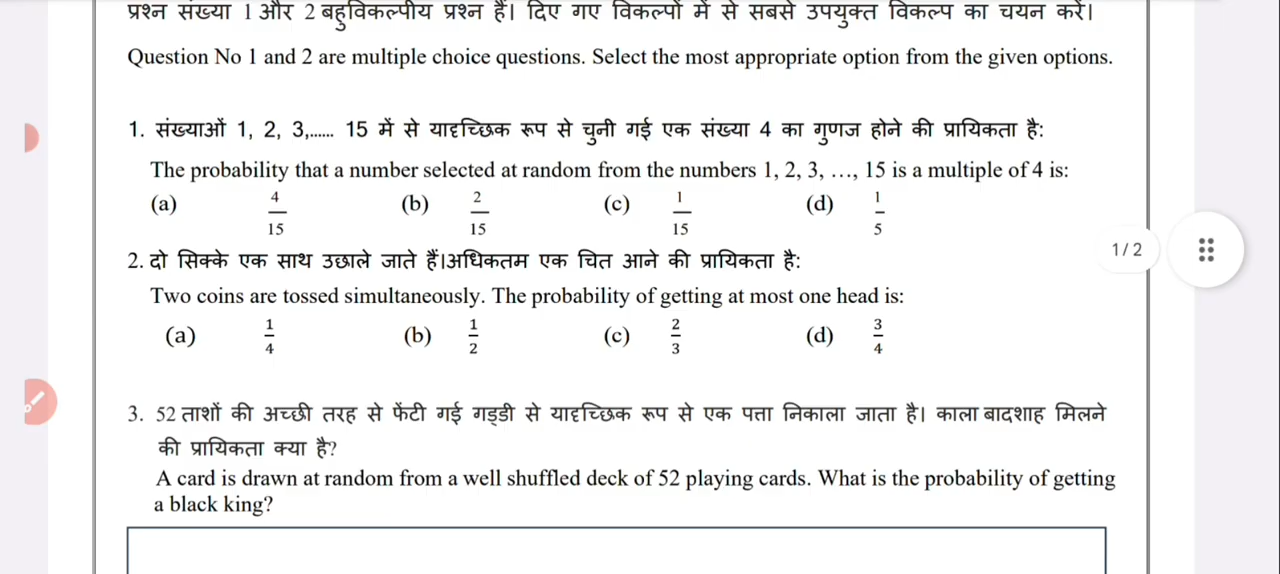 प्रश्न संख्या 1 और 2 बहुविकल्पीय प्रश्न हैं। दिए गए विकल्पों में से सबसे उपयुक्त विकल्प का चयन करें।
Question No 1 and 2 are multiple choice questions. Select the most appropriate option from the given options.
1. संख्याओं 1, 2, 3,...... 15 में से यादृच्छिक रूप से चुनी गई एक संख्या 4 का गुणज होने की प्रायिकता है:
The probability that a number selected at random from the numbers 1, 2, 3, …, 15 is a multiple of 4 is:
(a) 4/15 (b) 2/15 (c) 1/15 (d) 1/5
2. दो सिक्के एक साथ उछाले जाते हैं।अधिकतम एक चित आने की प्रायिकता है:
1 / 2
Two coins are tossed simultaneously. The probability of getting at most one head is:
(a) 1/4 (b) 1/2 (c) 2/3 (d) 3/4
3. 52 ताशों की अच्छी तरह से फेंटी गई गड्डी से यादृच्छिक रूप से एक पत्ता निकाला जाता है। काला बादशाह मिलने
की प्रायिकता क्या है?
A card is drawn at random from a well shuffled deck of 52 playing cards. What is the probability of getting
a black king?